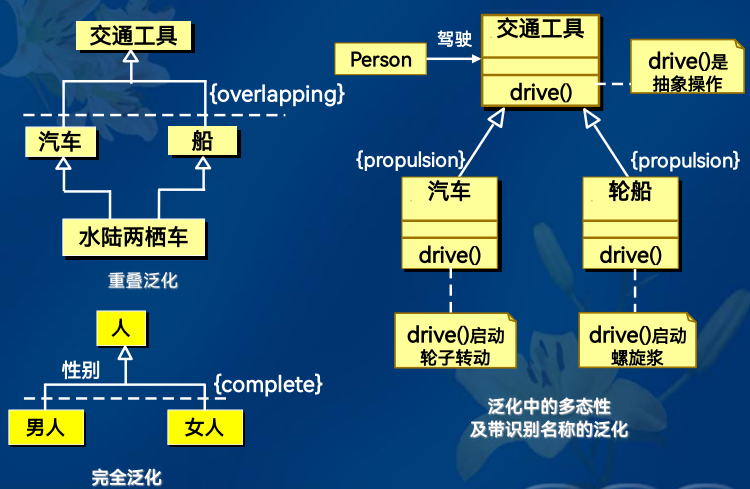 交通工具
{overlapping}
汽车
船
水陆两栖车
重叠泛化
人
性别
{complete}
男人
女人
完全泛化
Person
驾驶
交通工具
drive()
drive()是
抽象操作
{propulsion}
{propulsion}
汽车
drive()
轮船
drive()
drive()启动
轮子转动
drive()启动
螺旋浆
泛化中的多态性
及带识别名称的泛化